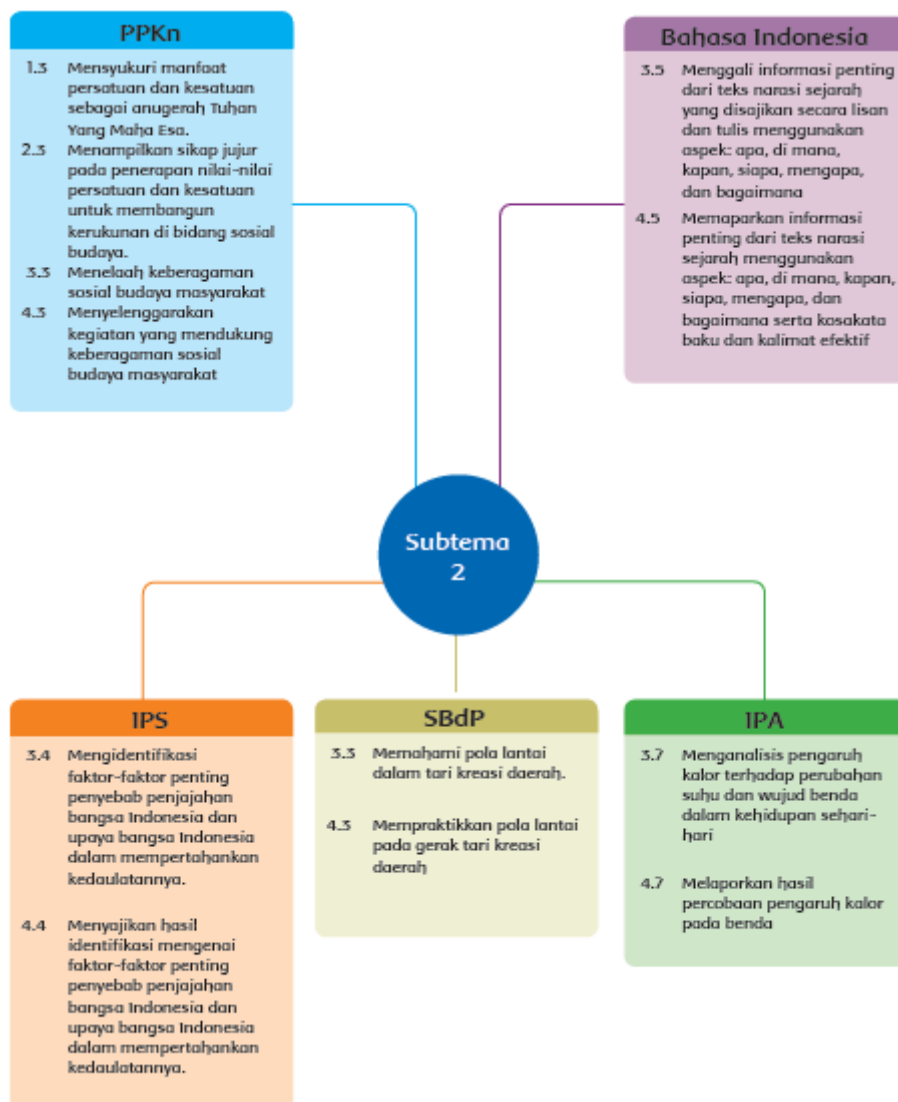 PPKn
1.3 Mensyukuri manfaat
persatuan dan kesatuan
sebagai anugerah Tuhan
Yang Maha Esa.
2.3 Menampilkan sikap jujur
pada penerapan nilai-nilai
persatuan dan kesatuan
untuk membangun
kerukunan di bidang sosial
budaya.
3.3 Menelaah keberagaman
sosial budaya masyarakat
4.3 Menyelenggarakan
kegiatan yang mendukung
keberagaman sosial
budaya masyarakat
Bahasa Indonesia
3.5 Menggali informasi penting
dari teks narasi sejarah
yang disajikan secara lisan
dan tulis menggunakan
aspek: apa, di mana,
kapan, siapa, mengapa,
dan bagaimana
4.5 Memaparkan informasi
penting dari teks narasi
sejarah menggunakan
aspek: apa, di mana, kapan,
siapa, mengapa, dan
bagaimana serta kosakata
baku dan kalimat efektif
Subtema
2
IPS
3.4 Mengidentifikasi
faktor-faktor penting
penyebab penjajahan
bangsa Indonesia dan
upaya bangsa Indonesia
dalam mempertahankan
kedaulatannya.
4.4 Menyajikan hasil
identifikasi mengenai
faktor-faktor penting
penyebab penjajahan
bangsa Indonesia dan
upaya bangsa Indonesia
dalam mempertahankan
kedaulatannya.
SBdP
3.3 Memahami pola lantai
dalam tari kreasi daerah.
4.3 Mempraktikkan pola lantai
pada gerak tari kreasi
daerah
IPA
3.7 Menganalisis pengaruh
kalor terhadap perubahan
suhu dan wujud benda
dalam kehidupan sehari-
hari
4.7 Melaporkan hasil
percobaan pengaruh kalor
pada benda